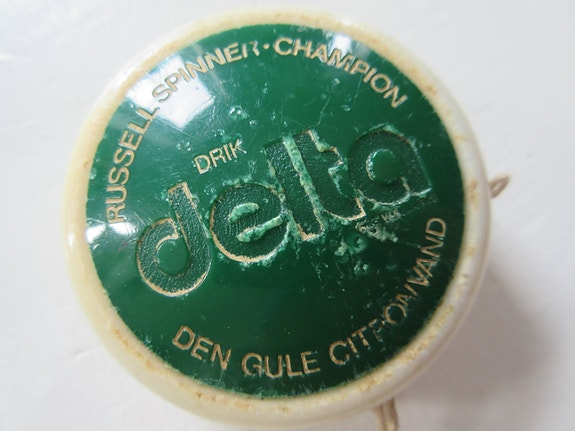 RUSSELL SPINNER·CHAMPION
DRIK
delta
DEN GULE CITRONVAND